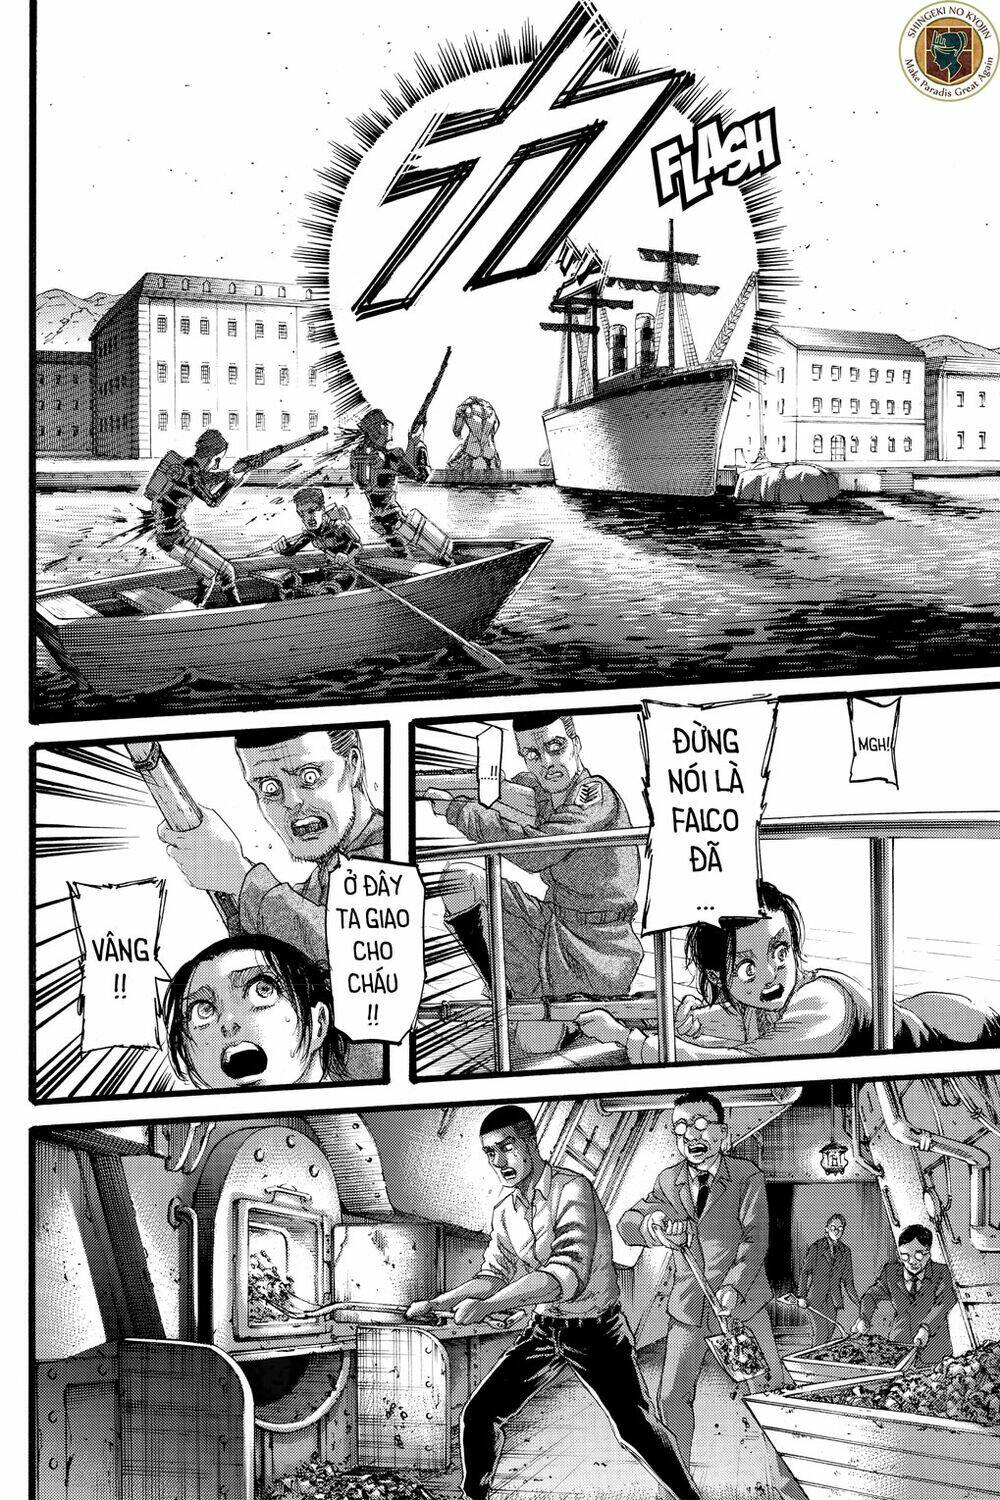 SHINGEKI NO KYOJIN
Make Paradis Great Again
カ
FLASH
MGH!
ĐỪNG
NÓI LÀ
FALCO
ĐÃ
...
...!!
Ở ĐÂY
TA GIAO
CHO
CHÁU
!!
VÂNG
!!